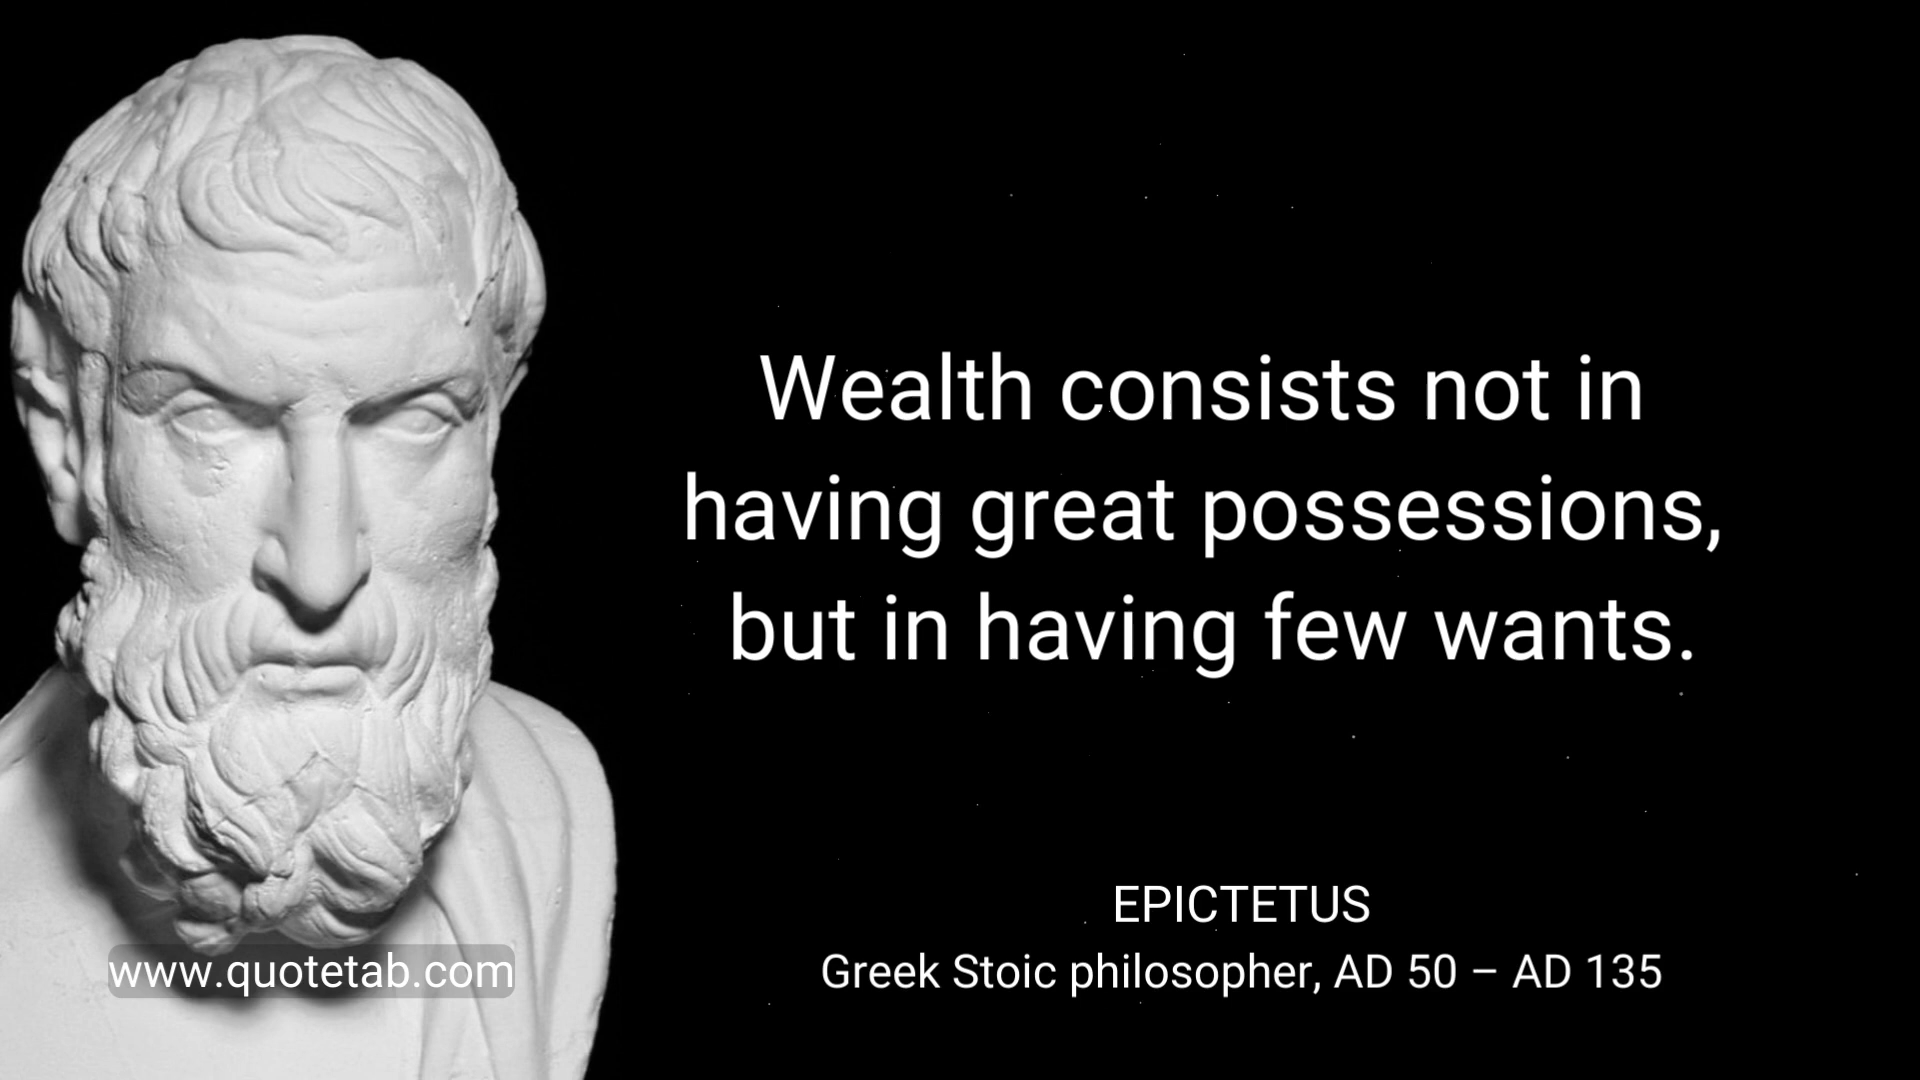 Wealth consists not in
having great possessions,
but in having few wants.
EPICTETUS
Greek Stoic philosopher, AD 50 – AD 135
www.quotetab.com